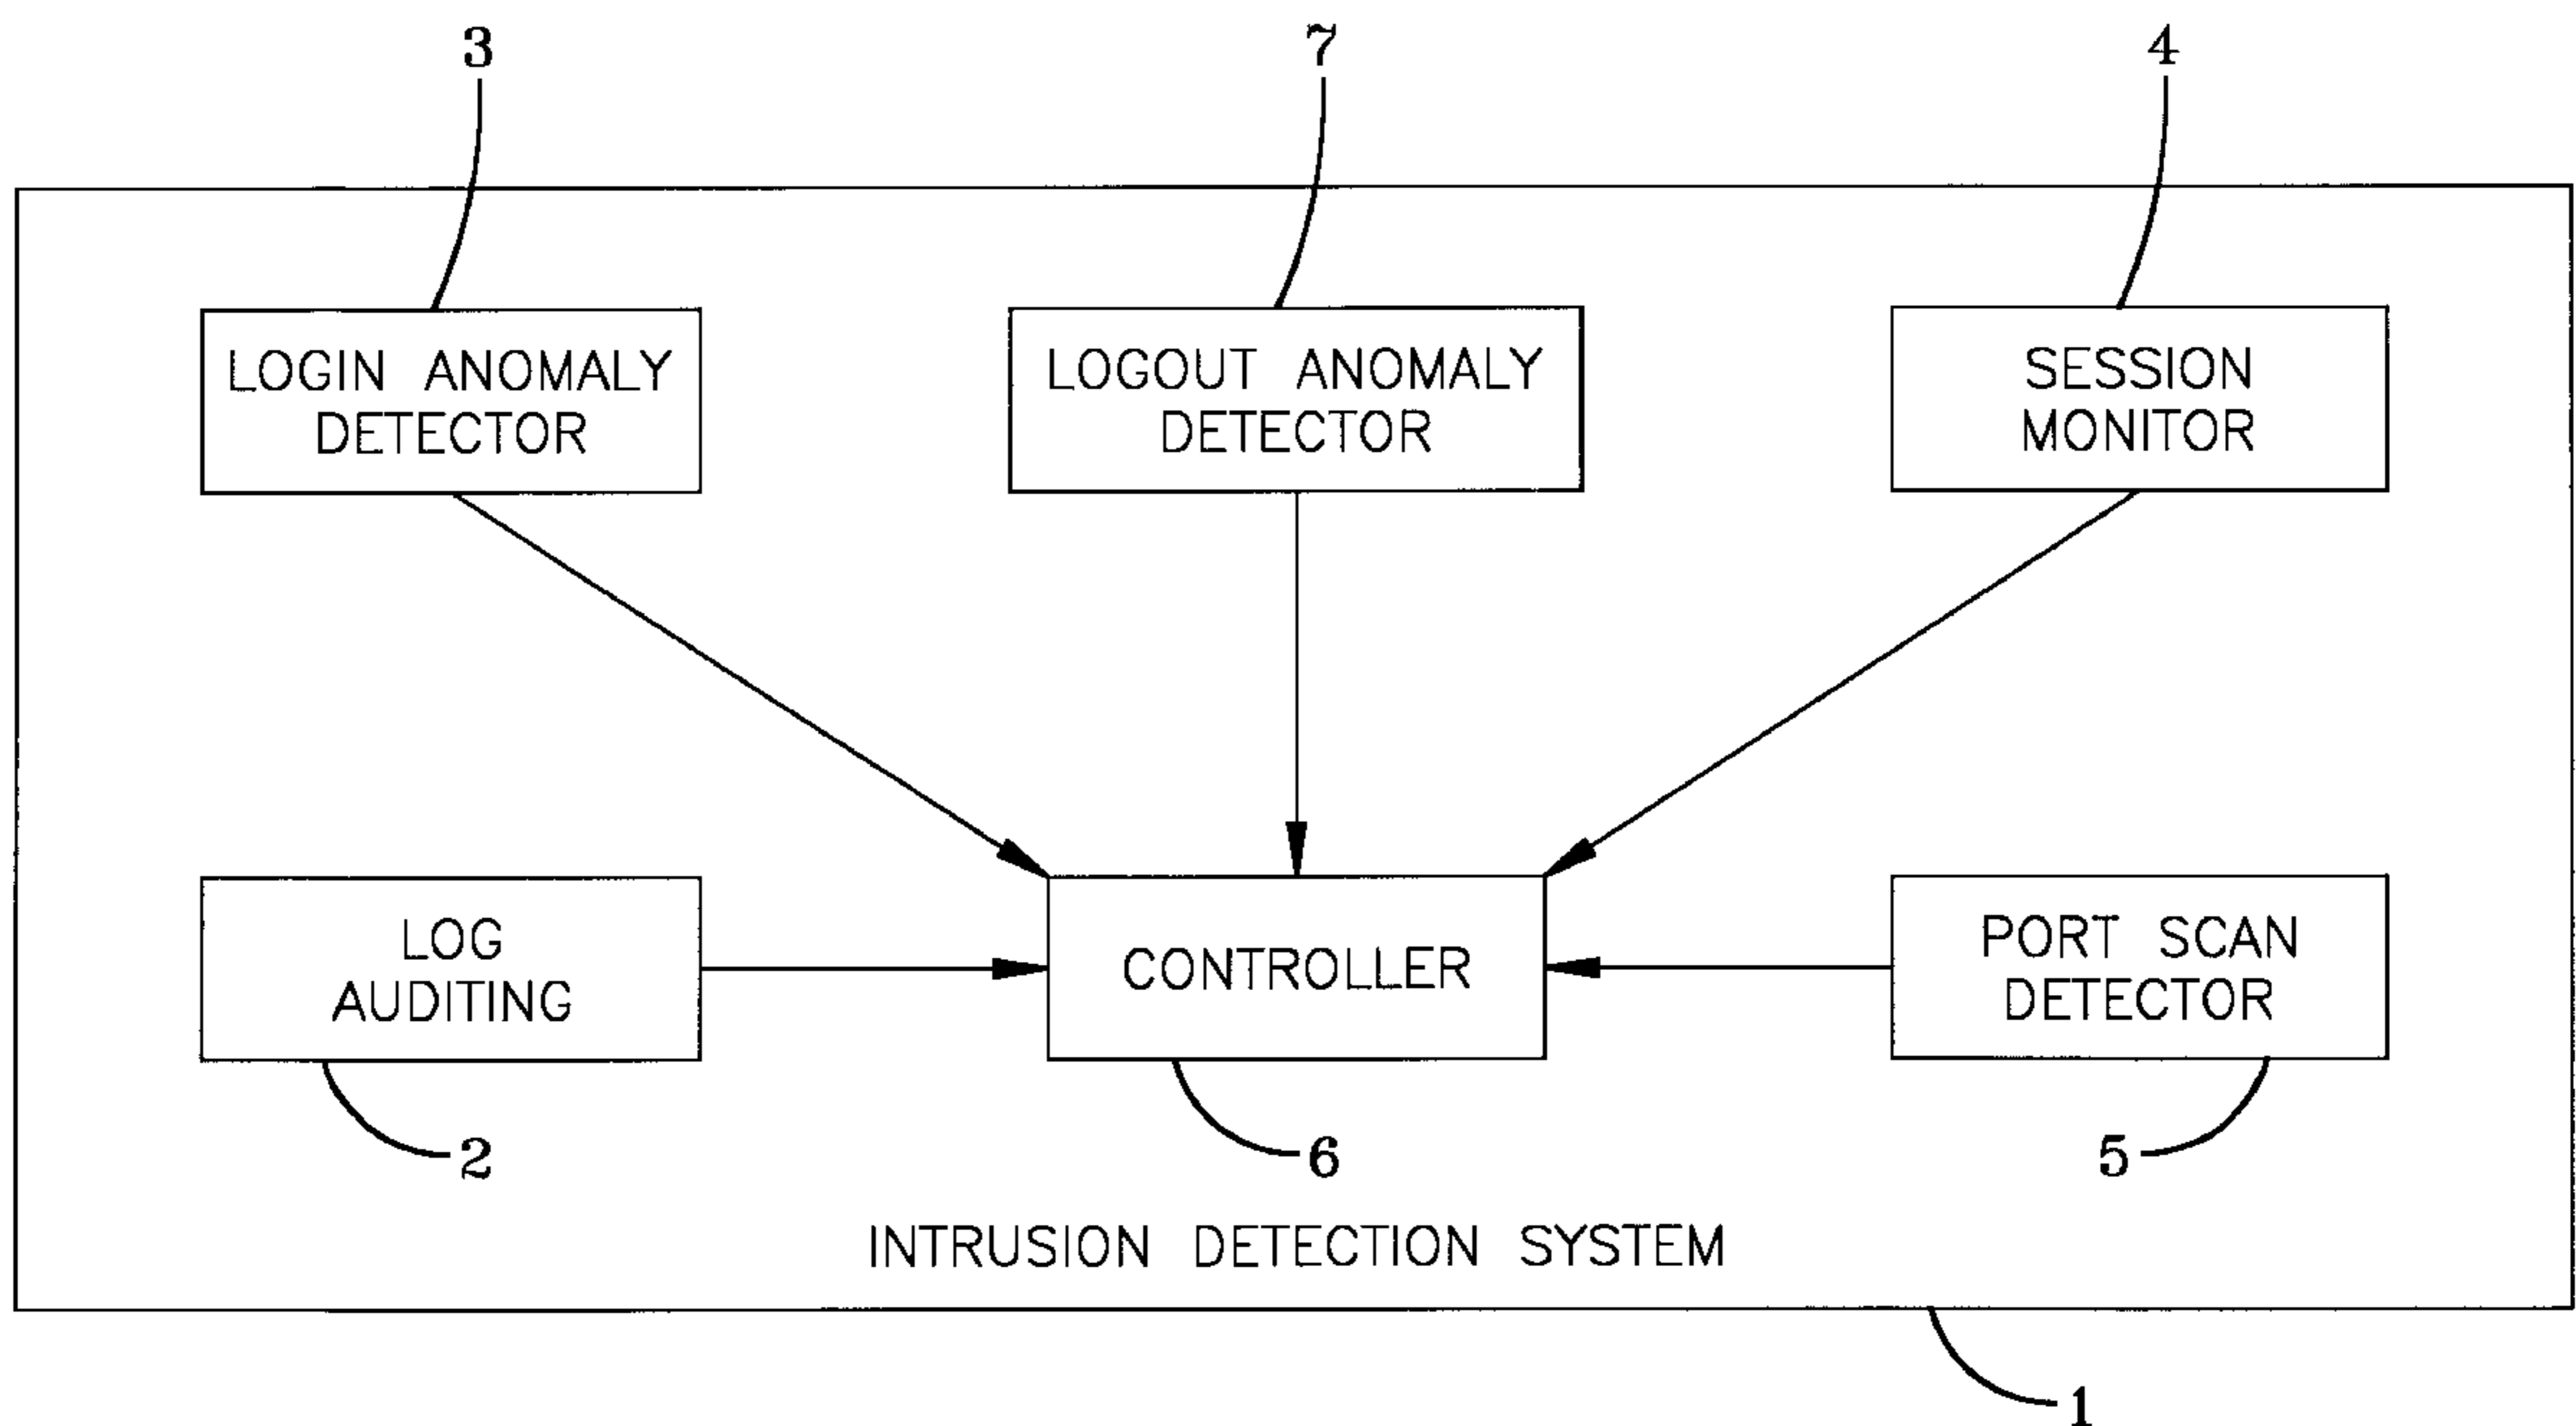 3
7
4
LOGIN ANOMALY
DETECTOR
LOGOUT ANOMALY
DETECTOR
SESSION
MONITOR
LOG
AUDITING
CONTROLLER
PORT SCAN
DETECTOR
2
6
5
INTRUSION DETECTION SYSTEM
1